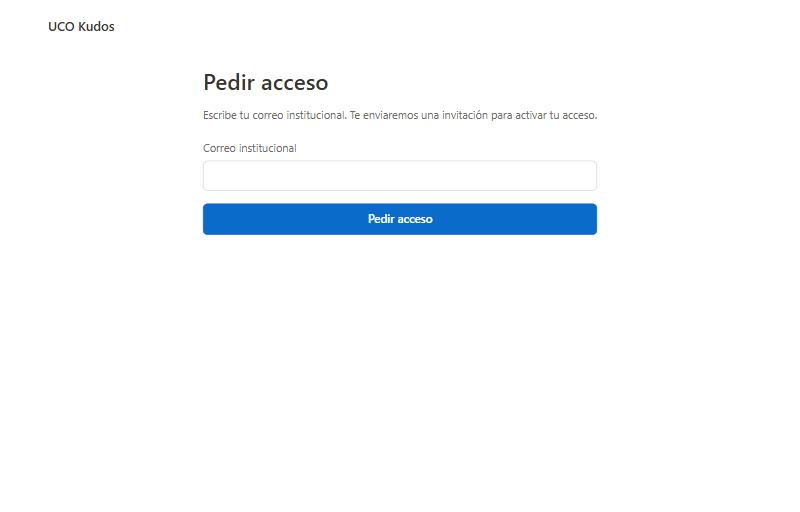 UCO Kudos
Pedir acceso
Escribe tu correo institucional. Te enviaremos una invitación para activar tu acceso.
Correo institucional
Pedir acceso